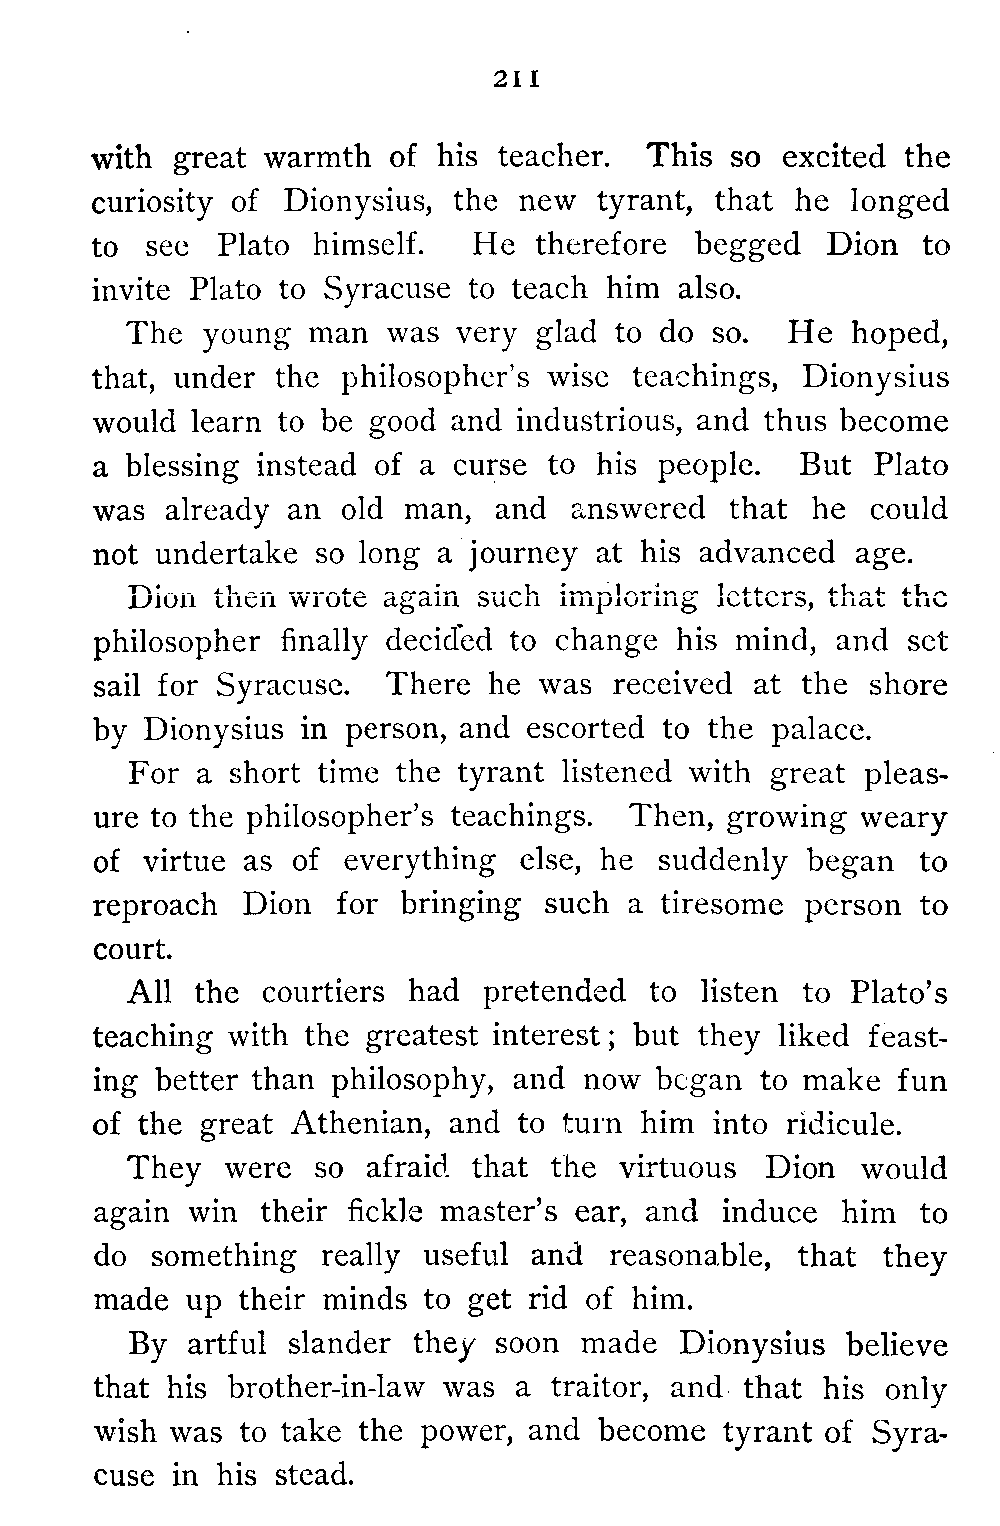 211
with great warmth of his teacher. This so excited the
curiosity of Dionysius, the new tyrant, that he longed
to see Plato himself. He therefore begged Dion to
invite Plato to Syracuse to teach him also.
The young man was very glad to do so. He hoped,
that, under the philosopher's wise teachings, Dionysius
would learn to be good and industrious, and thus become
a blessing instead of a curse to his people. But Plato
was already an old man, and answered that he could
not undertake so long a journey at his advanced age.
Dion then wrote again such imploring letters, that the
philosopher finally decided to change his mind, and set
sail for Syracuse. There he was received at the shore
by Dionysius in person, and escorted to the palace.
For a short time the tyrant listened with great pleas-
ure to the philosopher's teachings. Then, growing weary
of virtue as of everything else, he suddenly began to
reproach Dion for bringing such a tiresome person to
court.
All the courtiers had pretended to listen to Plato's
teaching with the greatest interest; but they liked feast-
ing better than philosophy, and now began to make fun
of the great Athenian, and to turn him into ridicule.
They were so afraid that the virtuous Dion would
again win their fickle master's ear, and induce him to
do something really useful and reasonable, that they
made up their minds to get rid of him.
By artful slander they soon made Dionysius believe
that his brother-in-law was a traitor, and that his only
wish was to take the power, and become tyrant of Syra-
cuse in his stead.